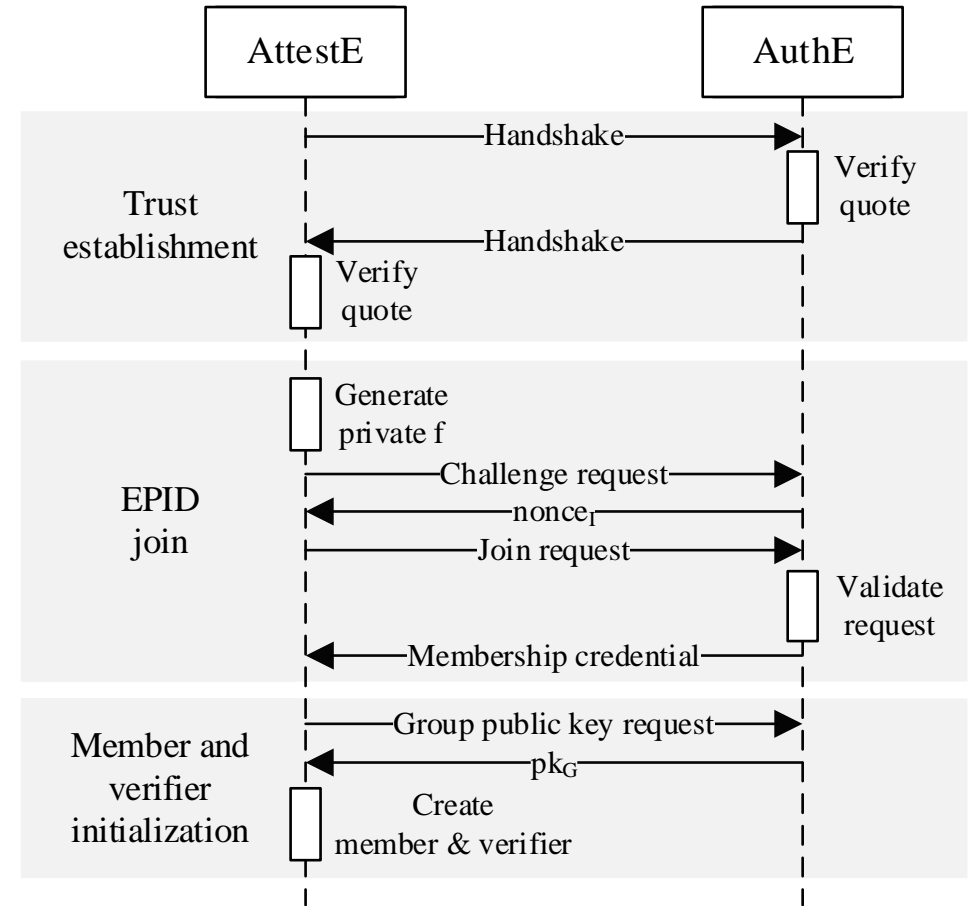 AttestE
AuthE
Trust
establishment
Handshake
Verify
quote
Handshake
Verify
quote
EPID
join
Generate
private f
Challenge request
nonceI
Join request
Validate
request
Membership credential
Member and
verifier
initialization
Group public key request
pkG
Create
member & verifier